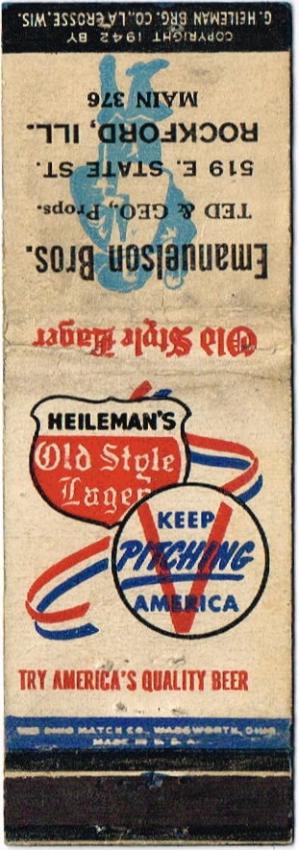 G. HEILEMAN BRG. CO., LA CROSSE, WIS.
COPYRIGHT 1942 BY
MAIN 376
ROCKFORD, ILL.
519 E. STATE ST.
TED & GEO., Props.
Emanuelson Bros.
Old Style Lager
HEILEMAN'S
Old Style
Lager
KEEP
PITCHING
AMERICA
V
TRY AMERICA'S QUALITY BEER
THE OHIO MATCH CO., WADSWORTH, OHIO
MADE IN U.S.A.